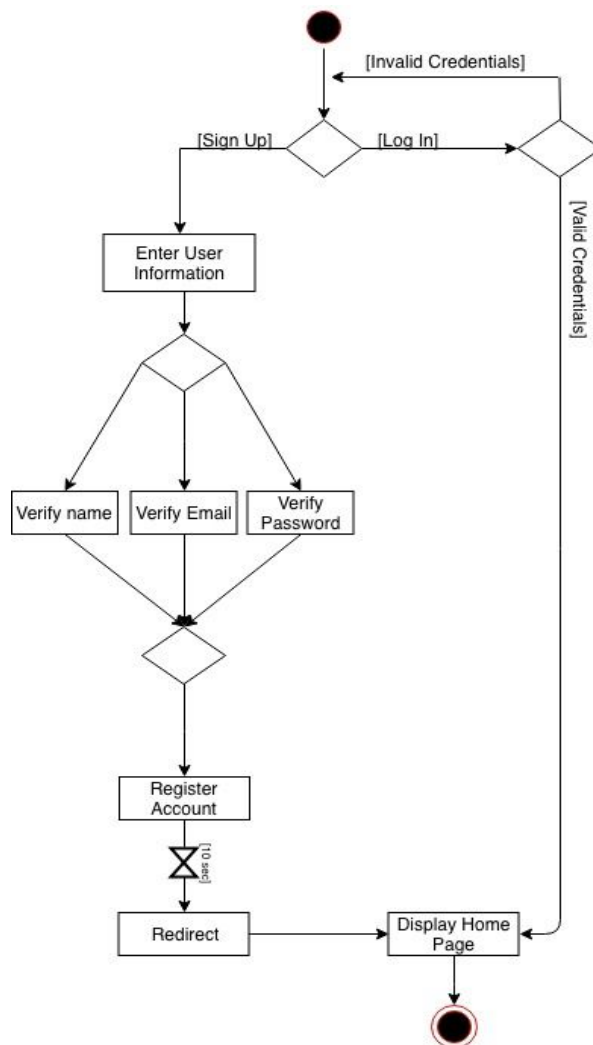 [Invalid Credentials]
[Sign Up]
[Log In]
[Valid Credentials]
Enter User
Information
Verify name
Verify Email
Verify
Password
Register
Account
[10 sec]
Redirect
Display Home
Page